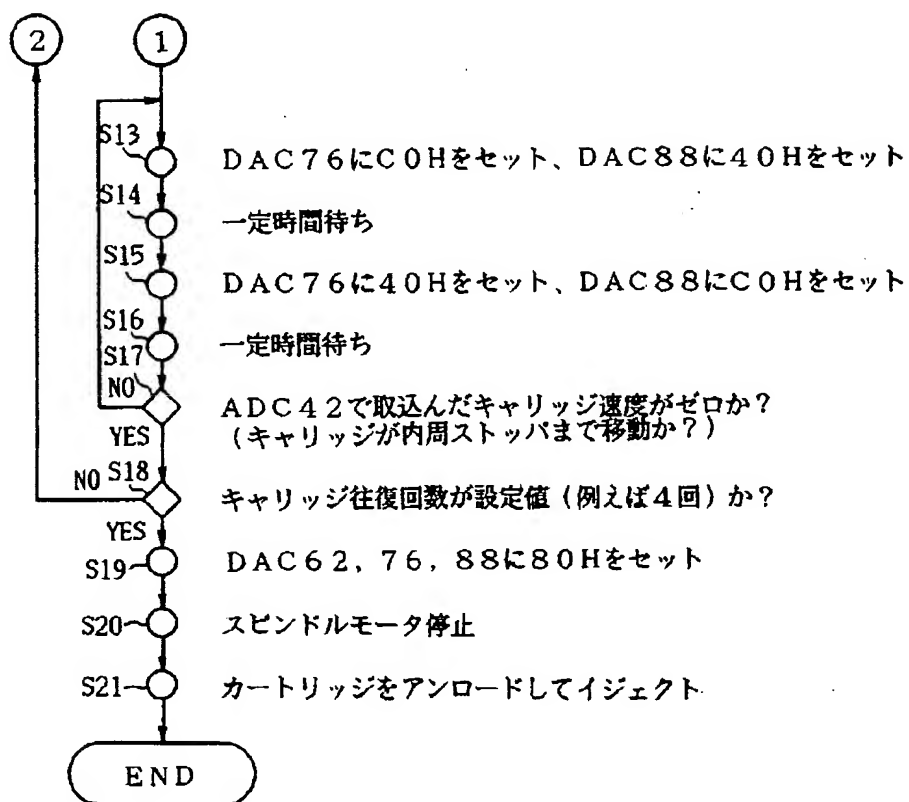 2 1
S13 DAC76にC0Hをセット、DAC88に40Hをセット
S14 一定時間待ち
S15 DAC76に40Hをセット、DAC88にC0Hをセット
S16 一定時間待ち
S17
NO ADC42で取込んだキャリッジ速度がゼロか?
YES (キャリッジが内周ストッパまで移動か?)
NO S18 キャリッジ往復回数が設定値(例えば4回)か?
YES
S19 DAC62,76,88に80Hをセット
S20 スピンドルモータ停止
S21 カートリッジをアンロードしてイジェクト
END